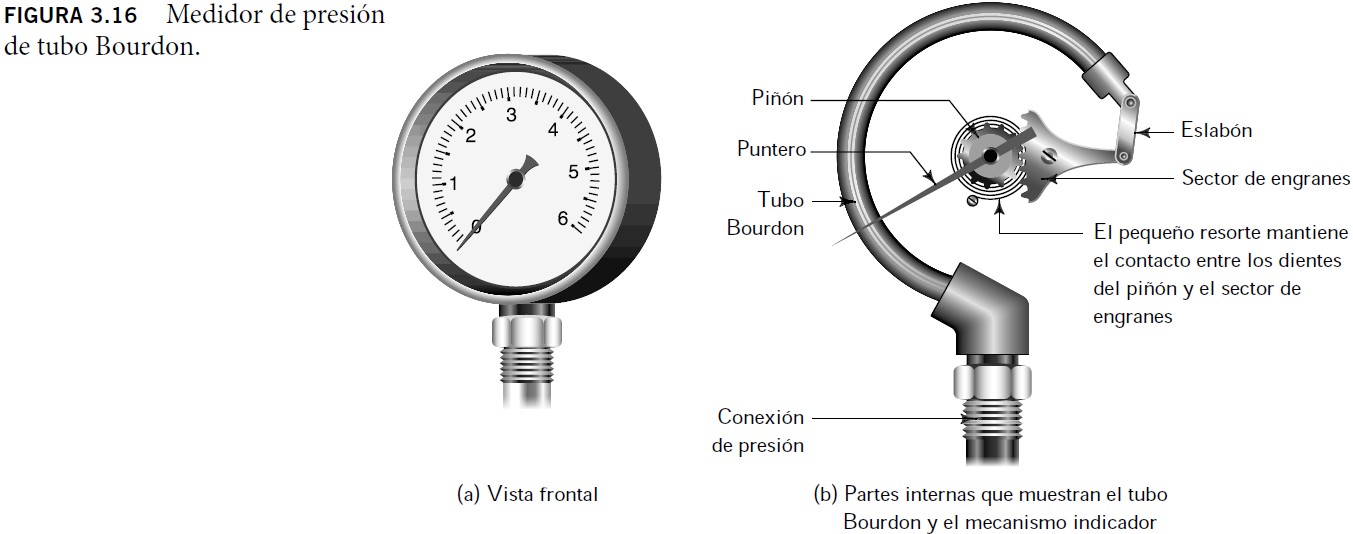 FIGURA 3.16 Medidor de presión
de tubo Bourdon.
0
1
2
3
4
5
6
(a) Vista frontal
Piñón
Puntero
Tubo
Bourdon
Eslabón
Sector de engranes
El pequeño resorte mantiene
el contacto entre los dientes
del piñón y el sector de
engranes
Conexión
de presión
(b) Partes internas que muestran el tubo
Bourdon y el mecanismo indicador